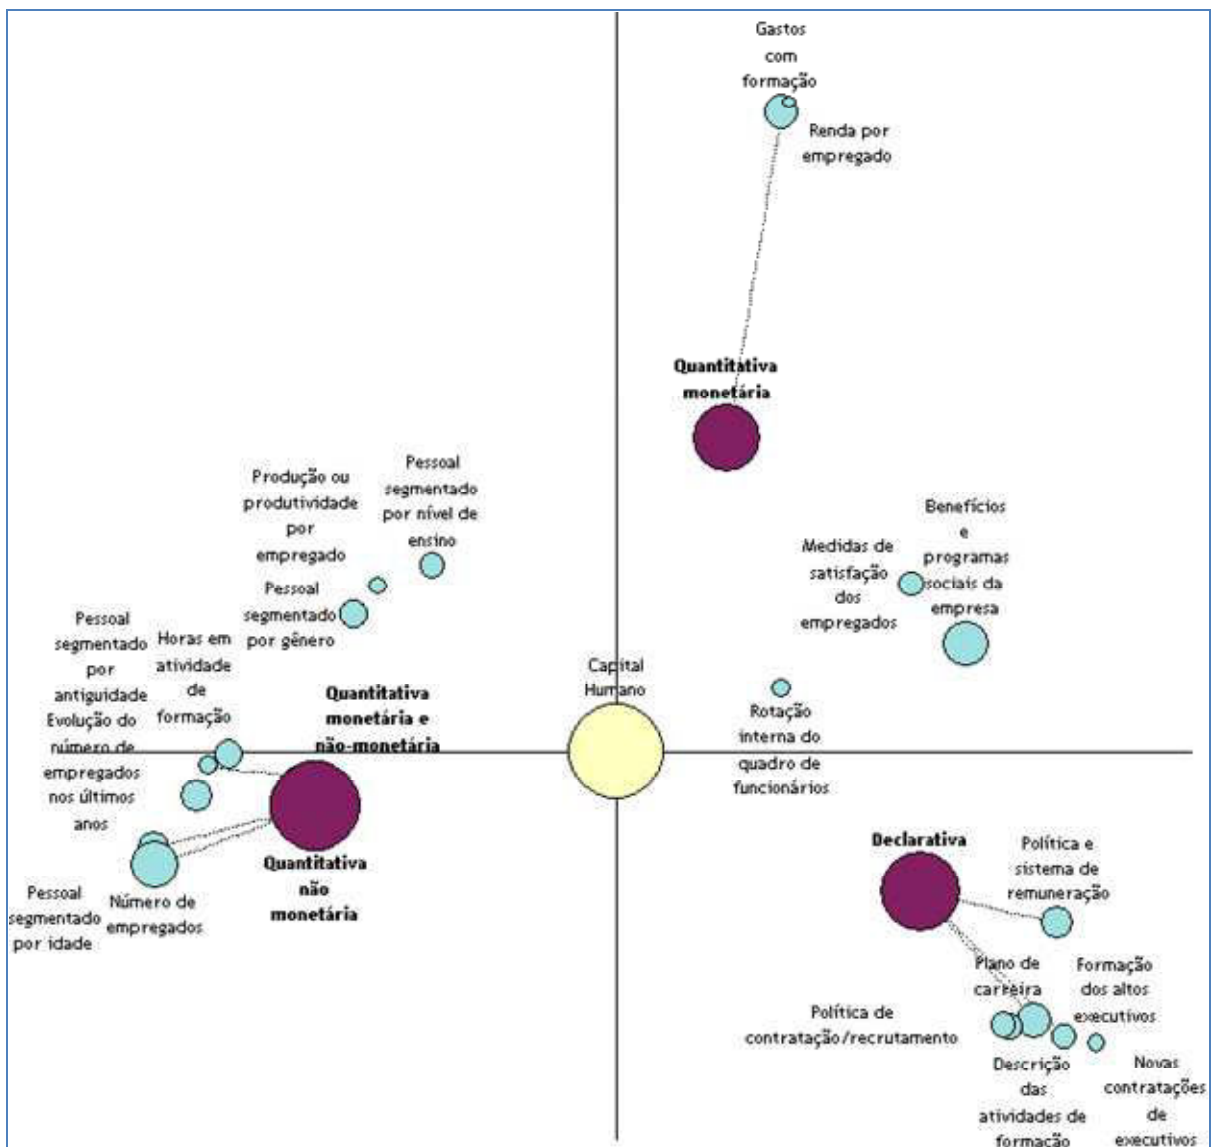 Gastos
com
formação
Renda por
empregado
Quantitativa
monetária
Pessoal
segmentado
por nível de
ensino
Produção ou
produtividade
por
empregado
Pessoal
segmentado
por gênero
Benefícios
e
programas
sociais da
empresa
Medidas de
satisfação
dos
empregados
Pessoal
segmentado
por
antiguidade
Horas em
atividade
de
formação
Evolução do
número de
empregados
nos últimos
anos
Quantitativa
monetária e
não-monetária
Capital
Humano
Rotação
interna do
quadro de
funcionários
Quantitativa
não
monetária
Pessoal
segmentado
por idade
Número de
empregados
Declarativa
Política e
sistema de
remuneração
Plano de
carreira
Formação
dos altos
executivos
Política de
contratação/recrutamento
Descrição
das
atividades de
formação
Novas
contratações
de
executivos